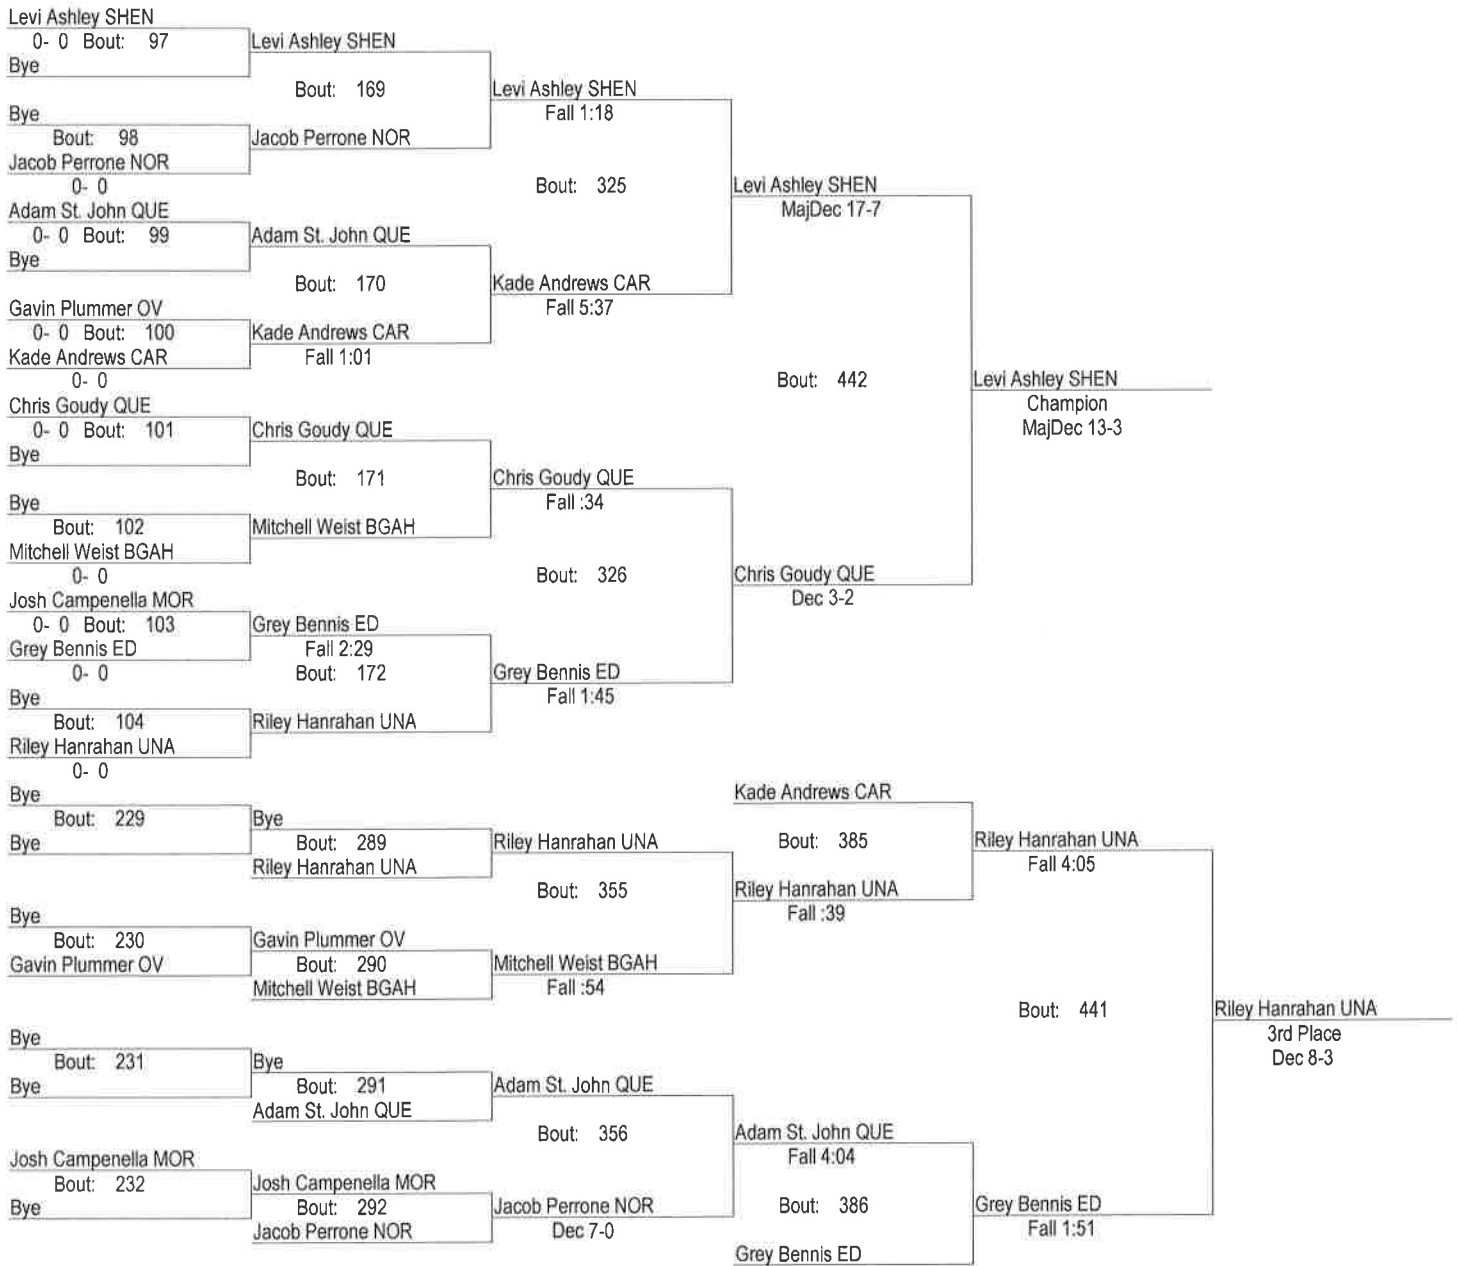 Levi Ashley SHEN
0- 0 Bout: 97
Bye
Levi Ashley SHEN
Bout: 169
Bye
Bout: 98
Jacob Perrone NOR
0- 0
Jacob Perrone NOR
Levi Ashley SHEN
Fall 1:18
Bout: 325
Adam St. John QUE
0- 0 Bout: 99
Bye
Adam St. John QUE
Bout: 170
Gavin Plummer OV
0- 0 Bout: 100
Kade Andrews CAR
0- 0
Kade Andrews CAR
Fall 1:01
Kade Andrews CAR
Fall 5:37
Levi Ashley SHEN
MajDec 17-7
Bout: 442
Chris Goudy QUE
0- 0 Bout: 101
Bye
Chris Goudy QUE
Bout: 171
Bye
Bout: 102
Mitchell Weist BGAH
0- 0
Mitchell Weist BGAH
Chris Goudy QUE
Fall :34
Bout: 326
Josh Campenella MOR
0- 0 Bout: 103
Grey Bennis ED
0- 0
Grey Bennis ED
Fall 2:29
Bout: 172
Bye
Bout: 104
Riley Hanrahan UNA
0- 0
Riley Hanrahan UNA
Grey Bennis ED
Fall 1:45
Chris Goudy QUE
Dec 3-2
Levi Ashley SHEN
Champion
MajDec 13-3
Bye
Bout: 229
Bye
Bye
Bout: 289
Riley Hanrahan UNA
Riley Hanrahan UNA
Bout: 355
Bye
Bout: 230
Gavin Plummer OV
Gavin Plummer OV
Bout: 290
Mitchell Weist BGAH
Mitchell Weist BGAH
Fall :54
Kade Andrews CAR
Bout: 385
Riley Hanrahan UNA
Fall :39
Riley Hanrahan UNA
Fall 4:05
Bout: 441
Bye
Bout: 231
Bye
Bye
Bout: 291
Adam St. John QUE
Adam St. John QUE
Bout: 356
Josh Campenella MOR
Bout: 232
Bye
Josh Campenella MOR
Bout: 292
Jacob Perrone NOR
Jacob Perrone NOR
Dec 7-0
Adam St. John QUE
Fall 4:04
Bout: 386
Grey Bennis ED
Grey Bennis ED
Fall 1:51
Riley Hanrahan UNA
3rd Place
Dec 8-3